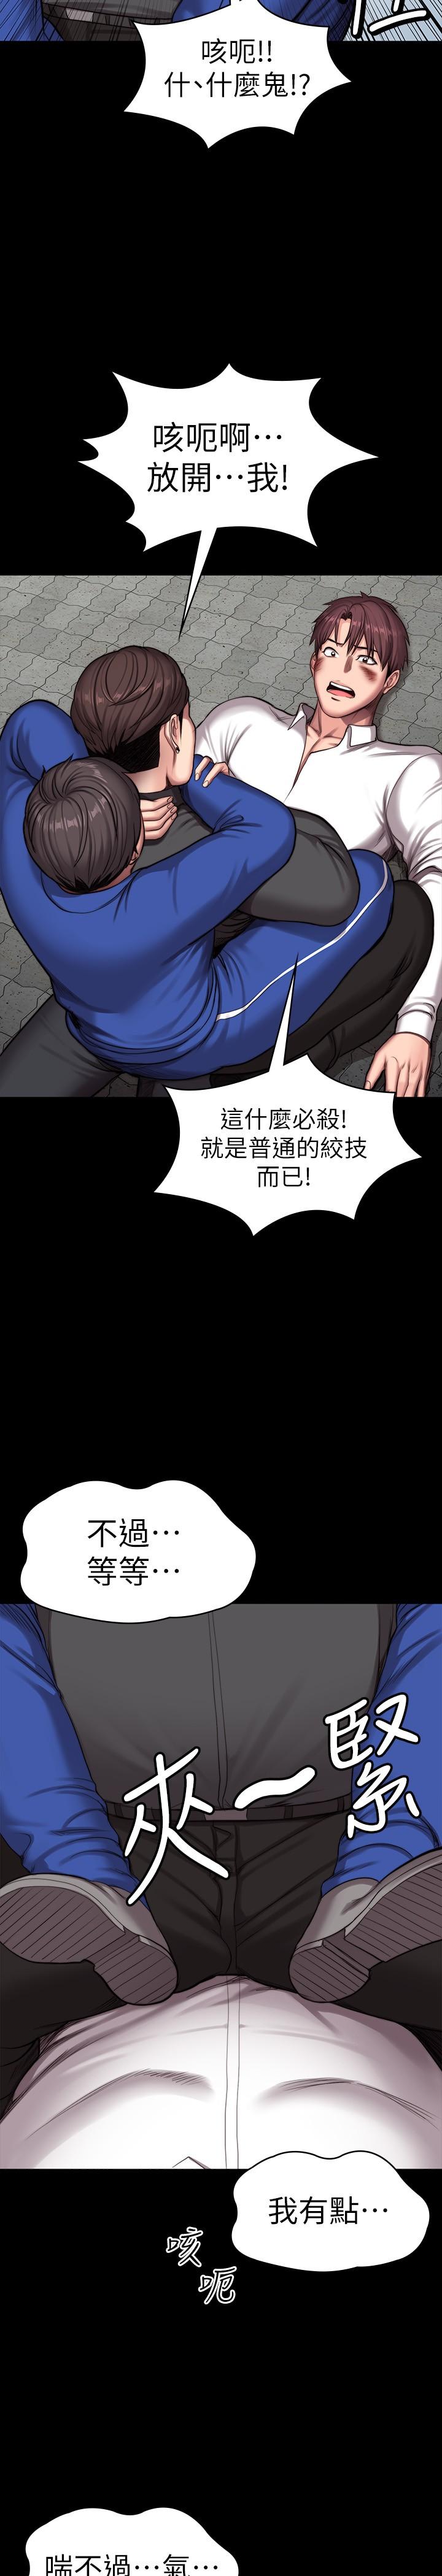 咳呃!!
什、什麼鬼!?
咳呃啊…
放開…我!
這什麼必殺!
就是普通的絞技
而已!
不過…
等等…
夾一緊
我有點…
咳
呃
喘不過…氣…